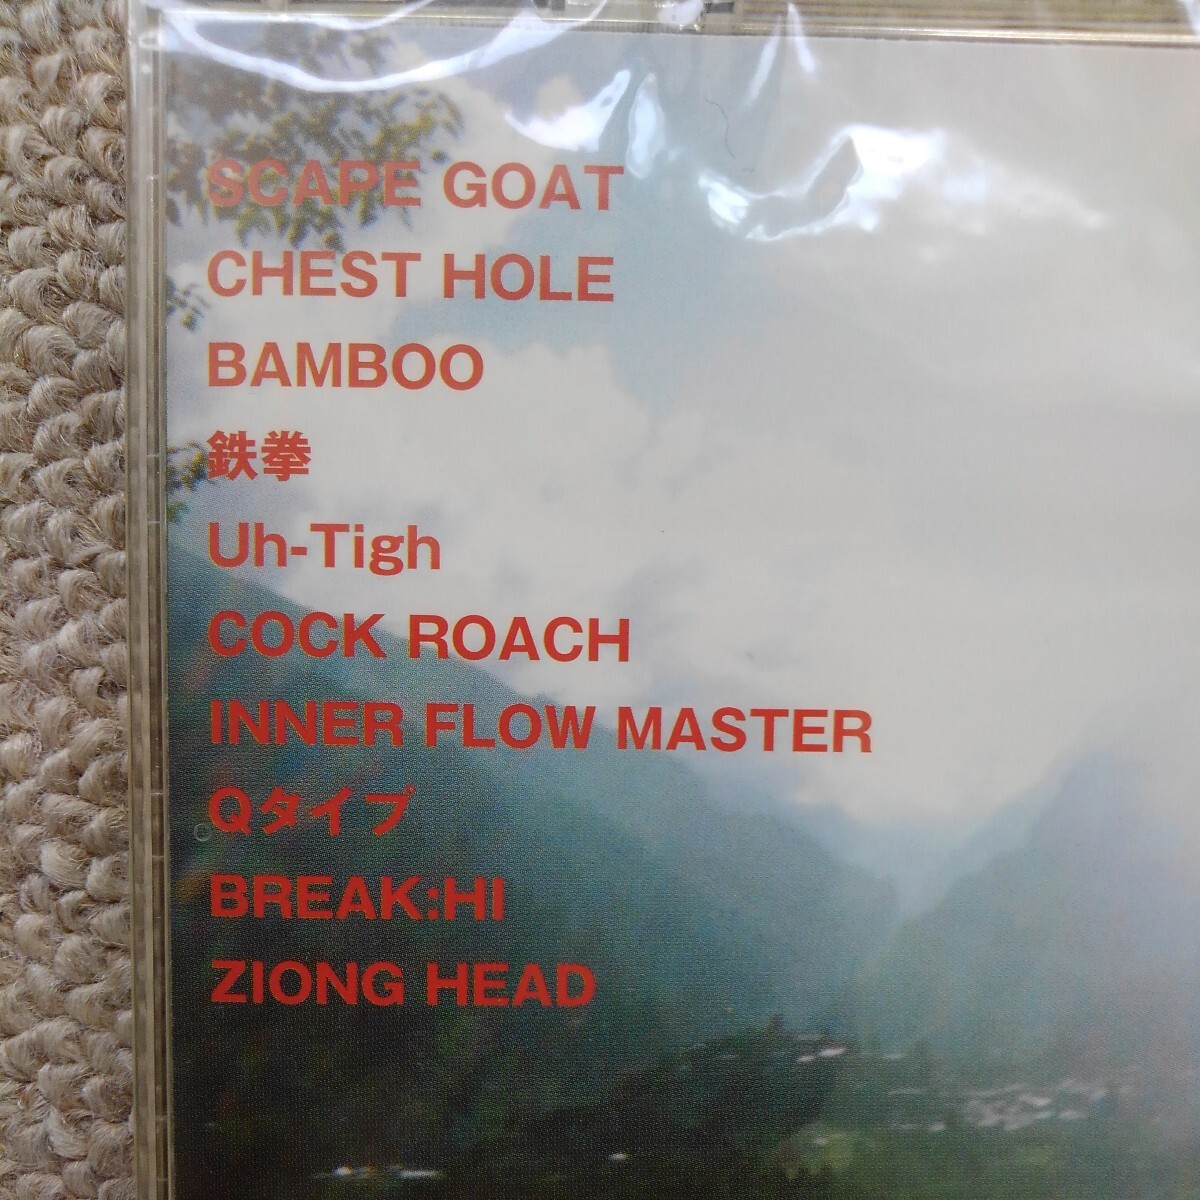 SCAPE GOAT
CHEST HOLE
BAMBOO
鉄拳
Uh-Tigh
COCK ROACH
INNER FLOW MASTER
Qタイプ
BREAK:HI
ZIONG HEAD